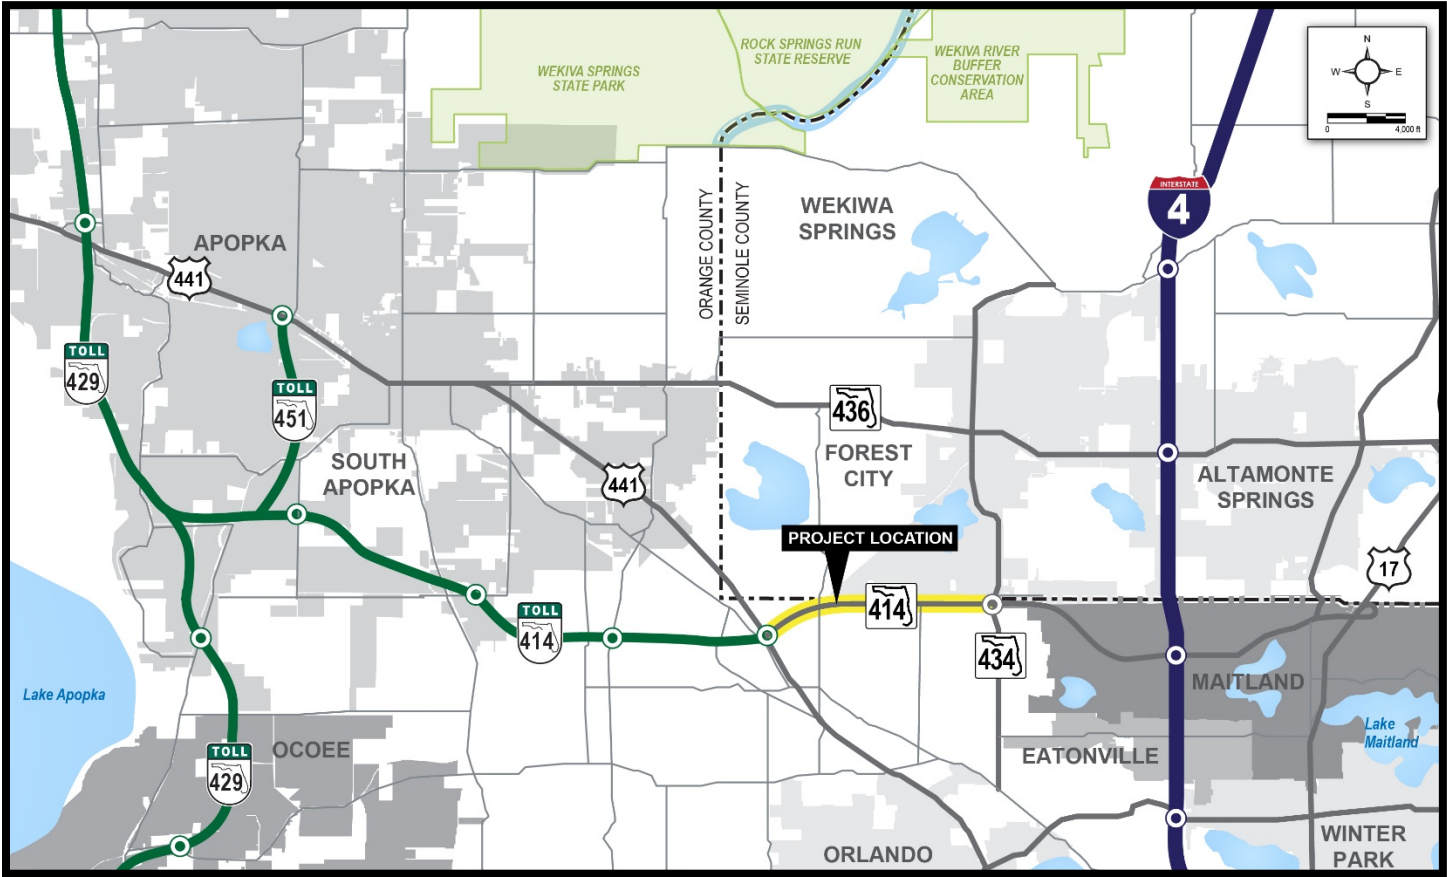 WEKIVA SPRINGS
STATE PARK
ROCK SPRINGS RUN
STATE RESERVE
WEKIVA RIVER
BUFFER
CONSERVATION
AREA
N
W
E
S
0
4,000 ft
INTERSTATE
4
ORANGE COUNTY
SEMINOLE COUNTY
WEKIWA
SPRINGS
APOPKA
441
TOLL
429
TOLL
451
436
FOREST
CITY
SOUTH
APOPKA
441
ALTAMONTE
SPRINGS
PROJECT LOCATION
17
414
TOLL
414
434
MAITLAND
Lake Apopka
Lake
Maitland
OCOEE
TOLL
429
EATONVILLE
ORLANDO
WINTER
PARK